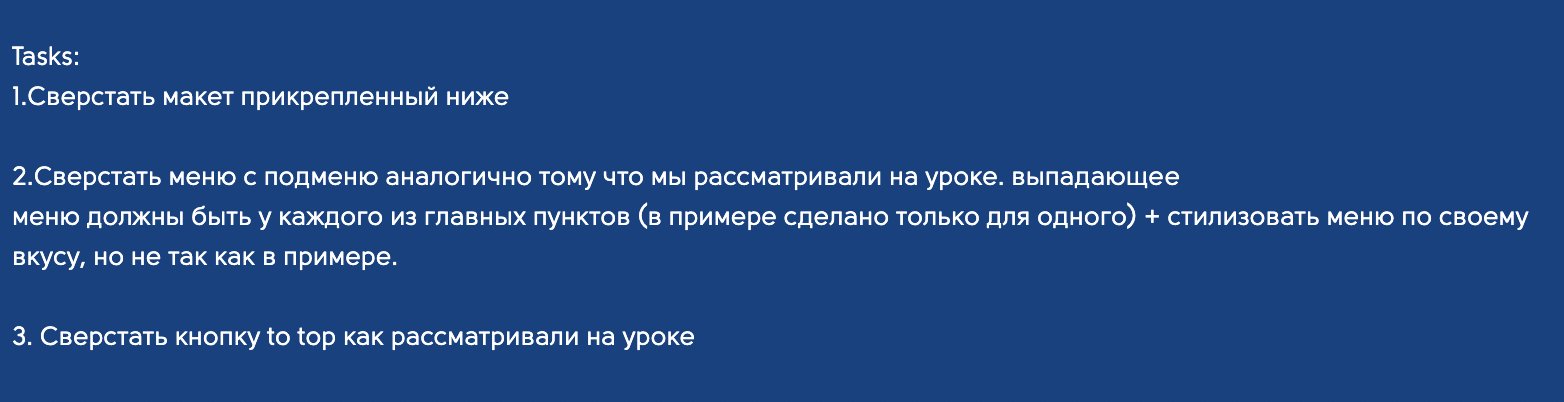 Tasks:
1.Сверстать макет прикрепленный ниже
2.Сверстать меню с подменю аналогично тому что мы рассматривали на уроке. выпадающее
меню должны быть у каждого из главных пунктов (в примере сделано только для одного) + стилизовать меню по своему
вкусу, но не так как в примере.
3. Сверстать кнопку to top как рассматривали на уроке